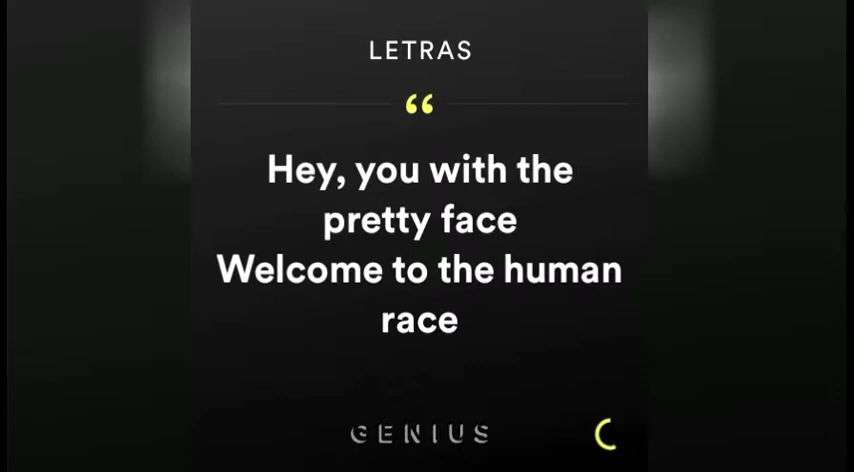 LETRAS
“
Hey, you with the
pretty face
Welcome to the human
race
GENIUS